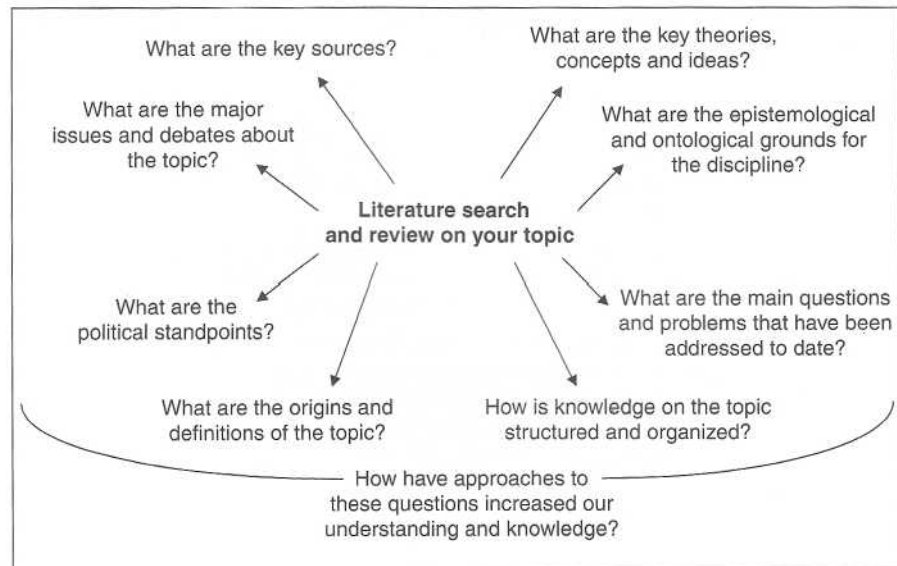 What are the key sources?
What are the key theories,
concepts and ideas?
What are the major
issues and debates about
the topic?
What are the epistemological
and ontological grounds for
the discipline?
Literature search
and review on your topic
What are the
political standpoints?
What are the main questions
and problems that have been
addressed to date?
What are the origins and
definitions of the topic?
How is knowledge on the topic
structured and organized?
How have approaches to
these questions increased our
understanding and knowledge?